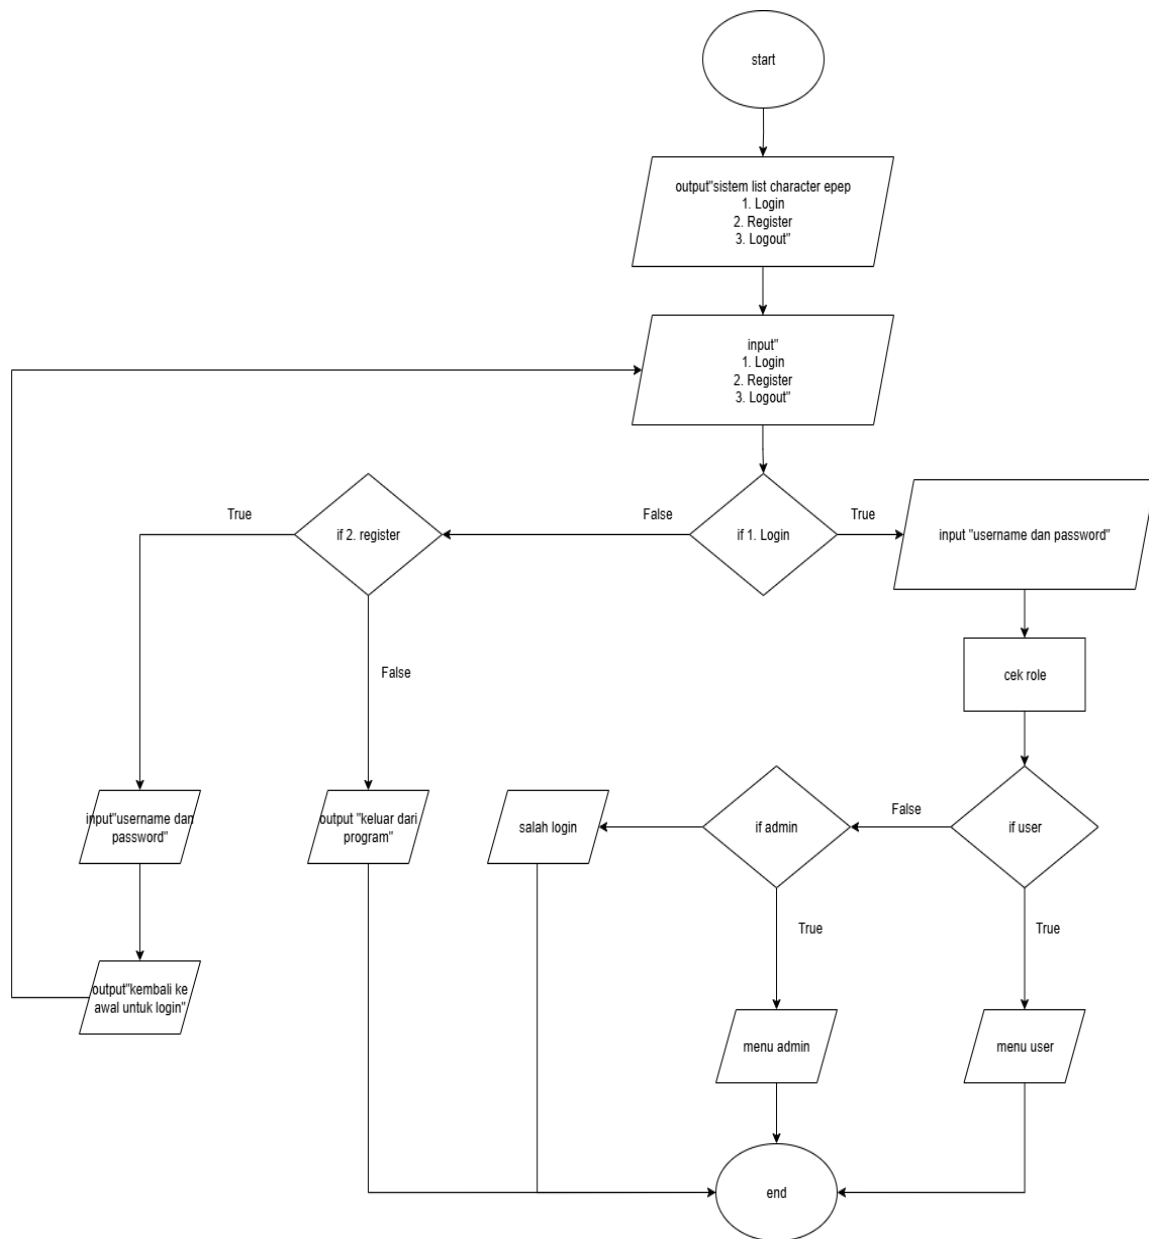 start
output"sistem list character epep
1. Login
2. Register
3. Logout"
input"
1. Login
2. Register
3. Logout"
True
if 2. register
False
if 1. Login
True
input "username dan password"
False
cek role
input"username dan
password"
output "keluar dari
program"
salah login
if admin
False
if user
True
True
output"kembali ke
awal untuk login"
menu admin
menu user
end